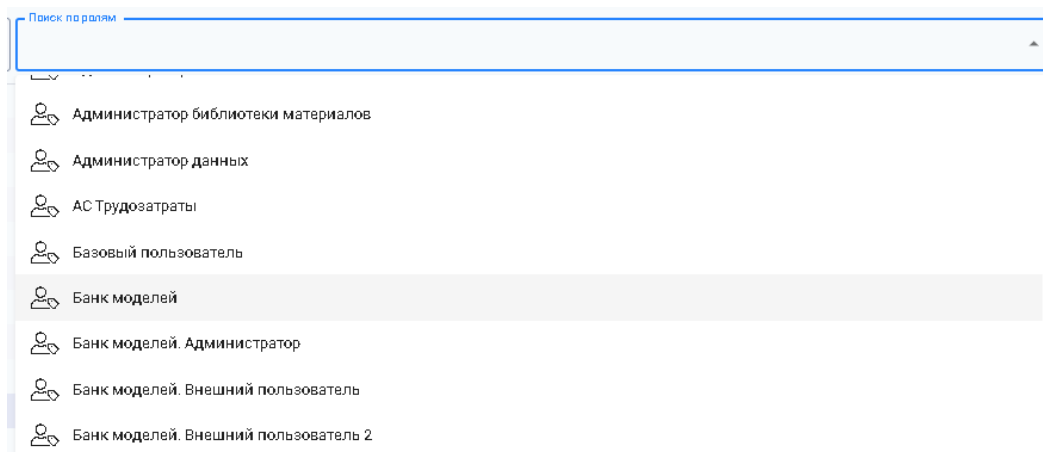 Поиск по ролям
Администратор библиотеки материалов
Администратор данных
АС Трудозатраты
Базовый пользователь
Банк моделей
Банк моделей. Администратор
Банк моделей. Внешний пользователь
Банк моделей. Внешний пользователь 2